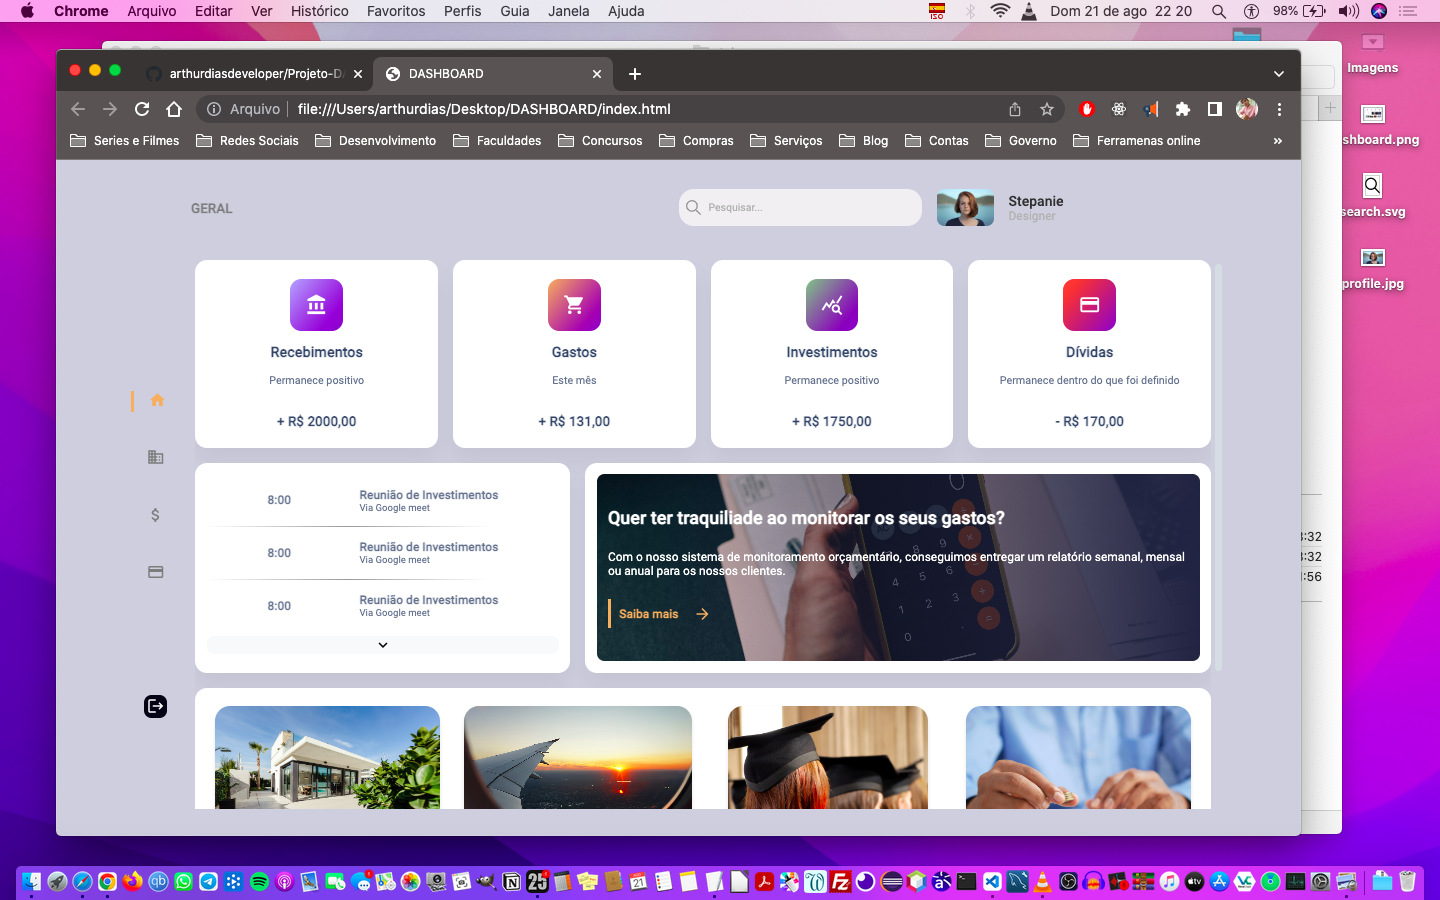 Chrome Arquivo Editar Ver Histórico Favoritos Perfis Guia Janela Ajuda
ISO
Dom 21 de ago 22 20
98%
Imagens
shboard.png
search.svg
profile.jpg
arthurdiasdeveloper/Projeto-D
DASHBOARD
Arquivo
file:///Users/arthurdias/Desktop/DASHBOARD/index.html
Series e Filmes
Redes Sociais
Desenvolvimento
Faculdades
Concursos
Compras
Serviços
Blog
Contas
Governo
Ferramenas online
»
GERAL
Pesquisar...
Stepanie
Designer
Recebimentos
Permanece positivo
+ R$ 2000,00
Gastos
Este mês
+ R$ 131,00
Investimentos
Permanece positivo
+ R$ 1750,00
Dívidas
Permanece dentro do que foi definido
- R$ 170,00
8:00
Reunião de Investimentos
Via Google meet
8:00
Reunião de Investimentos
Via Google meet
8:00
Reunião de Investimentos
Via Google meet
Quer ter traquiliade ao monitorar os seus gastos?
Com o nosso sistema de monitoramento orçamentário, conseguimos entregar um relatório semanal, mensal
ou anual para os nossos clientes.
Saiba mais
:32
:32
:56